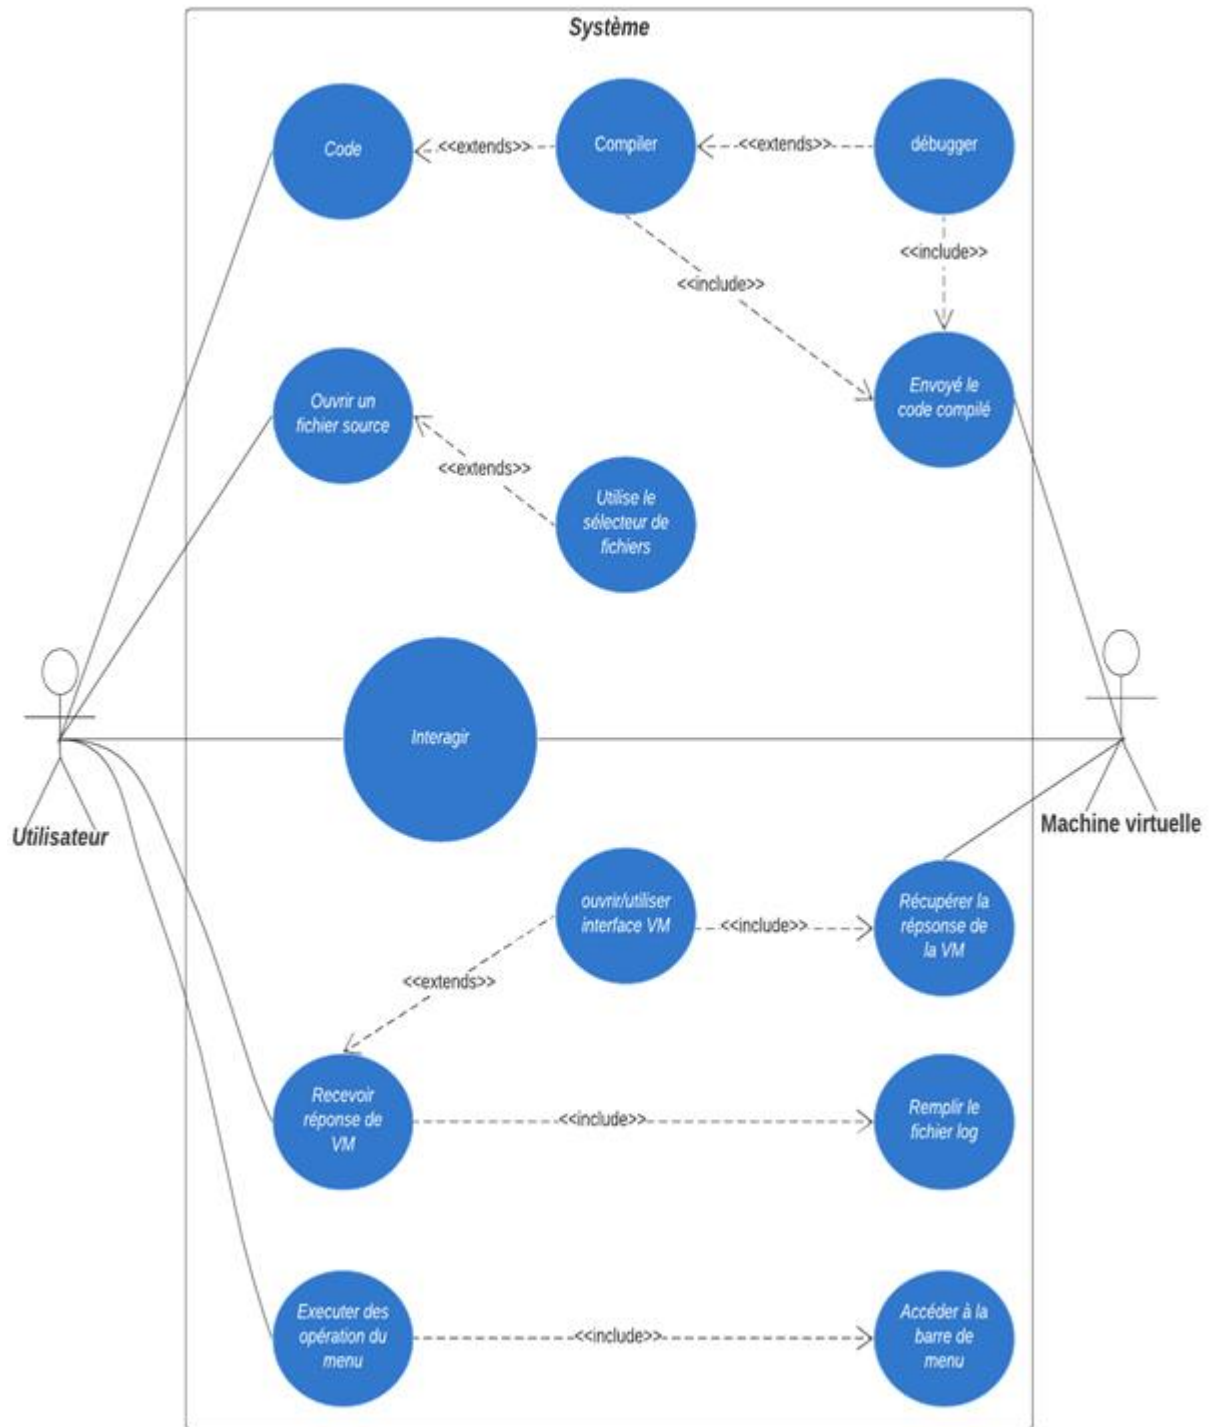 Système
Code
<<extends>>
Compiler
<<extends>>
débugger
<<include>>
<<include>>
Envoyé le
code compilé
Ouvrir un
fichier source
<<extends>>
Utilise le
sélecteur de
fichiers
Interagir
Utilisateur
Machine virtuelle
ouvrir/utiliser
interface VM
<<include>>
Récupérer la
répsonse de
la VM
<<extends>>
Recevoir
réponse de
VM
<<include>>
Remplir le
fichier log
Executer des
opération du
menu
<<include>>
Accéder à la
barre de
menu